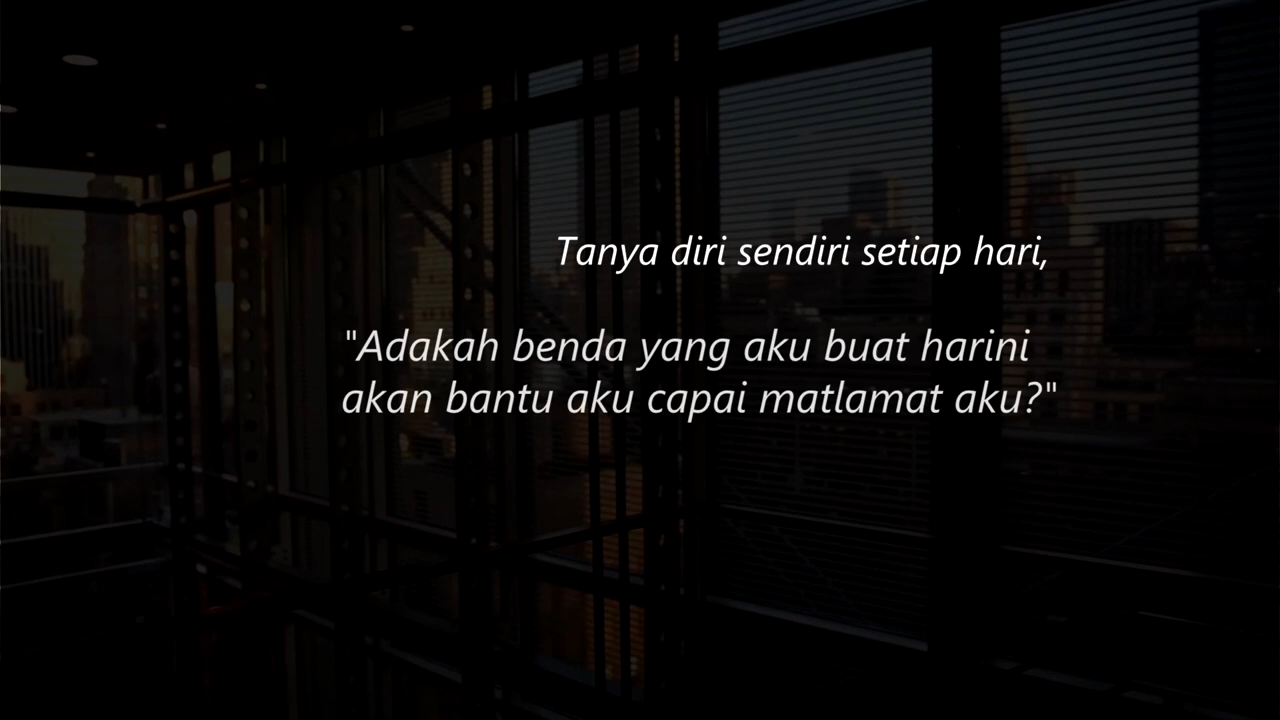 Tanya diri sendiri setiap hari,
"Adakah benda yang aku buat harini
akan bantu aku capai matlamat aku?"